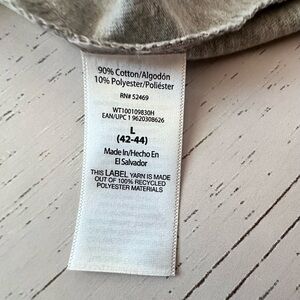 90% Cotton/Algodón
10% Polyester/Poliéster
RN# 52469
WT100109830H
EAN/UPC 1 9620308626
L
(42-44)
Made In/Hecho En
El Salvador
This LABEL YARN IS MADE
OUT OF 100% RECYCLED
POLYESTER MATERIALS